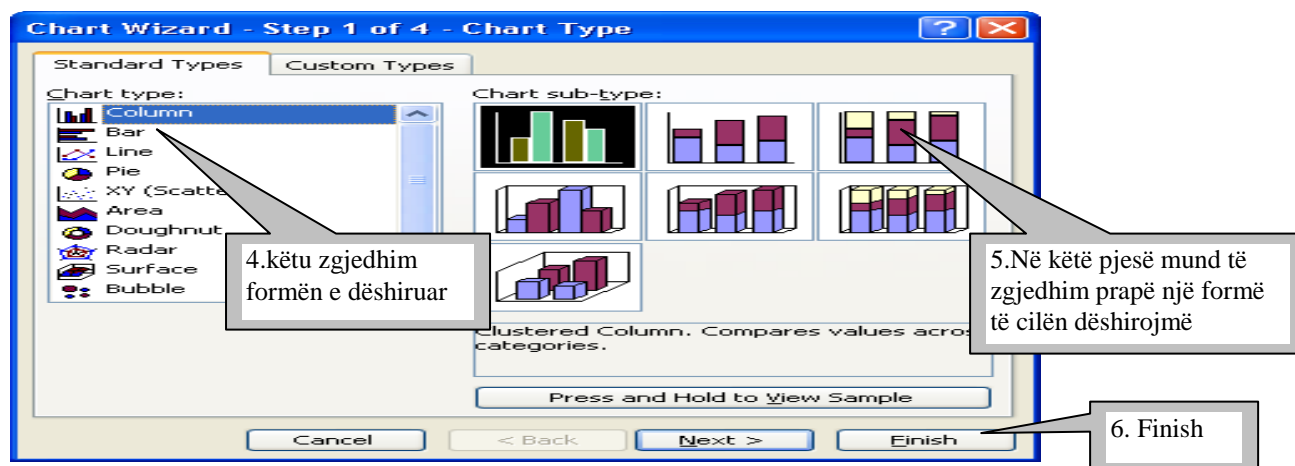 Chart Wizard - Step 1 of 4 - Chart Type
Standard Types
Custom Types
Chart type:
Column
Bar
Line
Pie
XY (Scatte
Area
Doughnut
Radar
Surface
Bubble
Chart sub-type:
Clustered Column. Compares values acros
categories.
Press and Hold to View Sample
Cancel
< Back
Next >
Finish
4.këtu zgjedhim
formën e dëshiruar
5.Në këtë pjesë mund të
zgjedhim prapë një formë
të cilën dëshirojmë
6. Finish